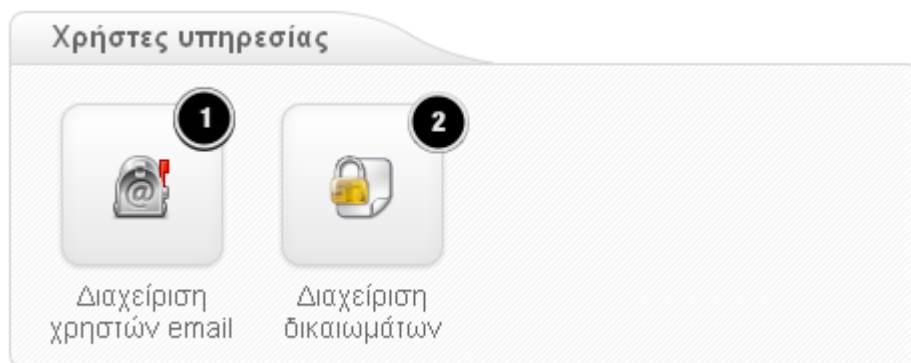 Χρήστες υπηρεσίας
1
2
@
Διαχείριση
χρηστών email
Διαχείριση
δικαιωμάτων